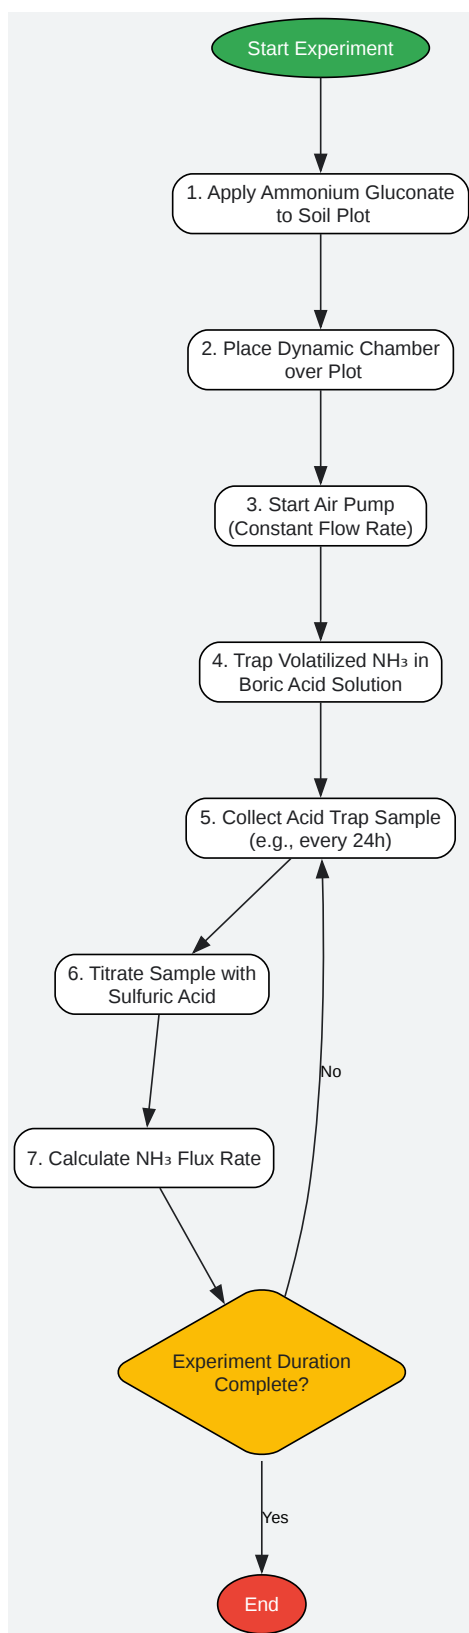 Start Experiment
1. Apply Ammonium Gluconate
to Soil Plot
2. Place Dynamic Chamber
over Plot
3. Start Air Pump
(Constant Flow Rate)
4. Trap Volatilized NH₃ in
Boric Acid Solution
5. Collect Acid Trap Sample
(e.g., every 24h)
6. Titrate Sample with
Sulfuric Acid
No
7. Calculate NH₃ Flux Rate
Experiment Duration
Complete?
Yes
End